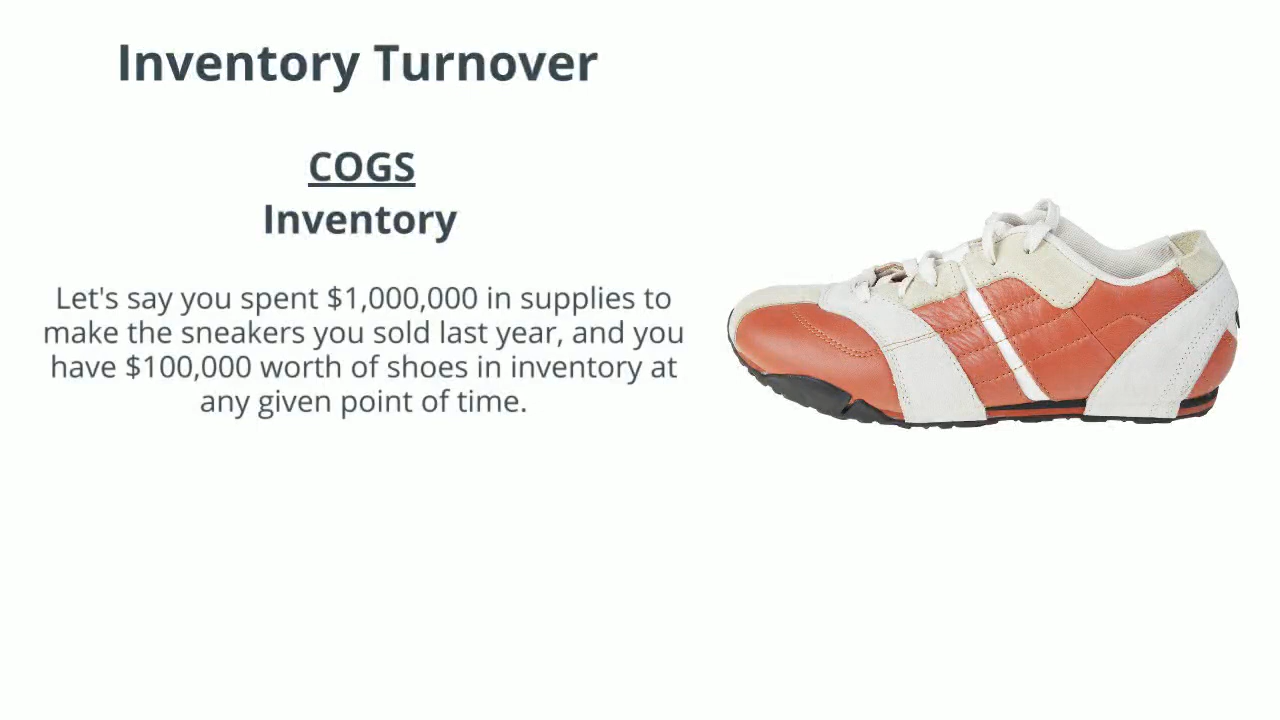 Inventory Turnover
COGS
Inventory
Let's say you spent $1,000,000 in supplies to
make the sneakers you sold last year, and you
have $100,000 worth of shoes in inventory at
any given point of time.